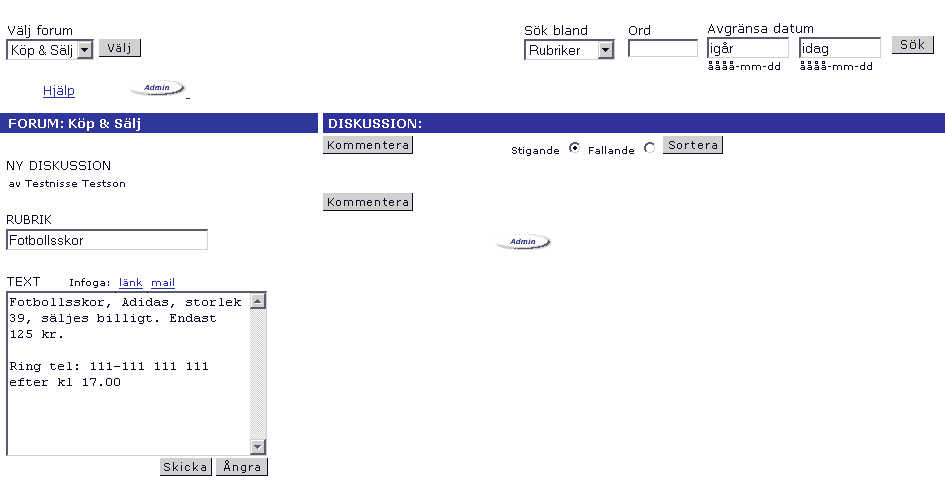 Välj forum
Köp & Sälj Välj
Sök bland Ord Avgränsa datum
Rubriker igår idag Sök
åååå-mm-dd åååå-mm-dd
Hjälp Admin
FORUM: Köp & Sälj
NY DISKUSSION
av Testnisse Testson
RUBRIK
Fotbollsskor
TEXT Infoga: länk mail
Fotbollsskor, Adidas, storlek
39, säljes billigt. Endast
125 kr.
Ring tel: 111-111 111 111
efter kl 17.00
Skicka Ångra
DISKUSSION:
Kommentera Stigande Fallande Sortera
Kommentera
Admin